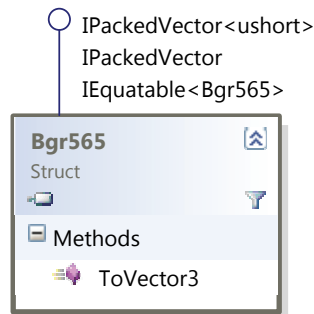 IPackedVector<ushort>
IPackedVector
IEquatable<Bgr565>
Bgr565
Struct
Methods
ToVector3